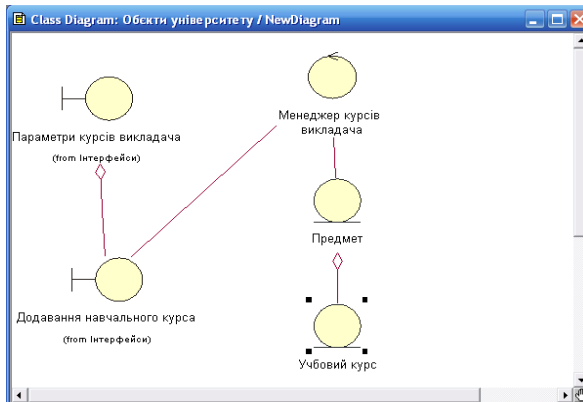 Class Diagram: Обєкти університету / NewDiagram
Параметри курсів викладача
(from Інтерфейси)
Менеджер курсів
викладача
Предмет
Додавання навчального курса
(from Інтерфейси)
Учбовий курс